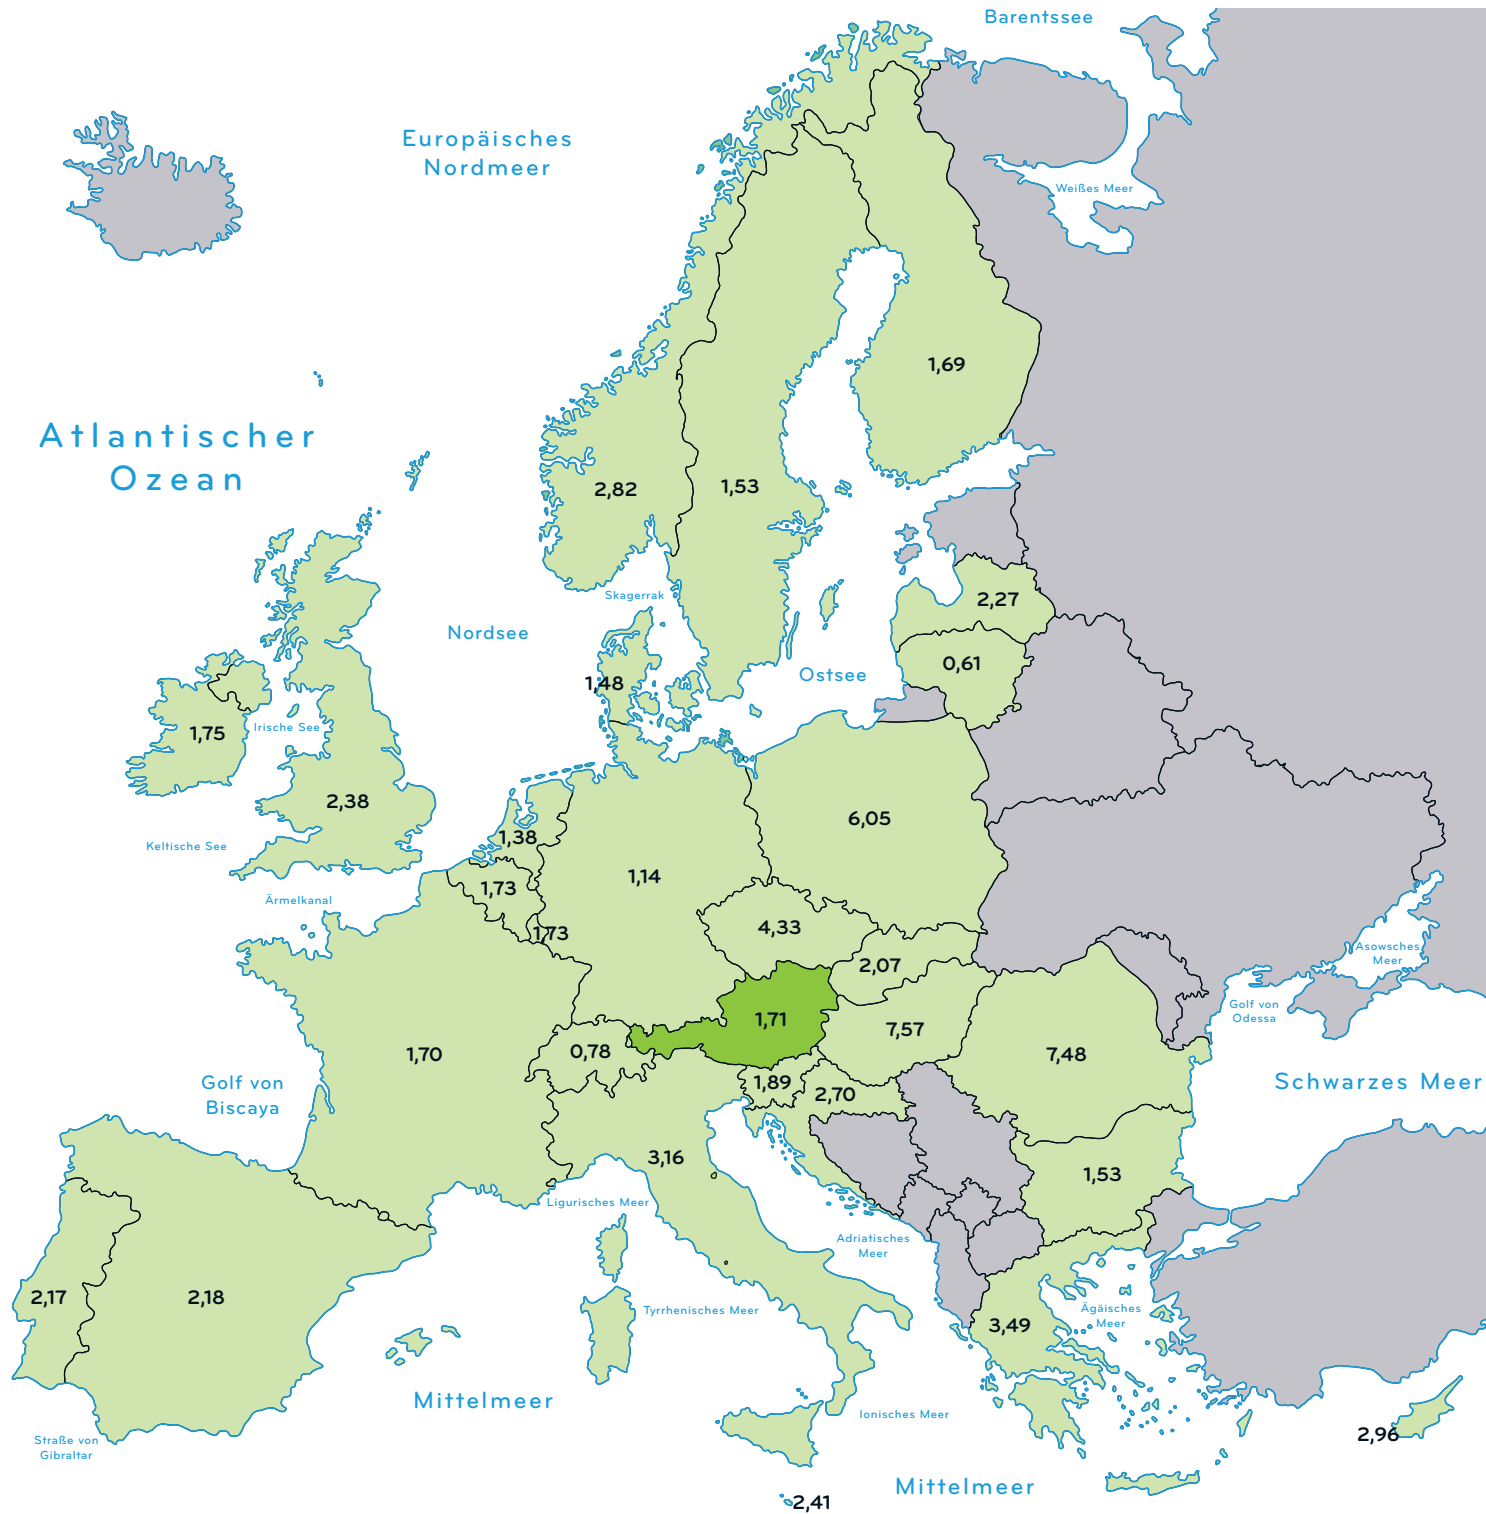 Barentssee
Europäisches
Nordmeer
Weißes Meer
1,69
Atlantischer
Ozean
2,82
1,53
Skagerrak
2,27
Nordsee
0,61
Ostsee
1,48
1,75
Irische See
2,38
6,05
1,38
Keltische See
1,14
1,73
Ärmelkanal
4,33
1,73
Asowsches
Meer
2,07
Golf von
Odessa
1,71
7,57
1,70
0,78
7,48
Golf von
Biscaya
1,89
2,70
Schwarzes Meer
3,16
1,53
Ligurisches Meer
Adriatisches
Meer
2,17
2,18
Tyrrhenisches Meer
Ägäisches
Meer
3,49
Mittelmeer
Ionisches Meer
2,96
Straße von
Gibraltar
Mittelmeer
2,41